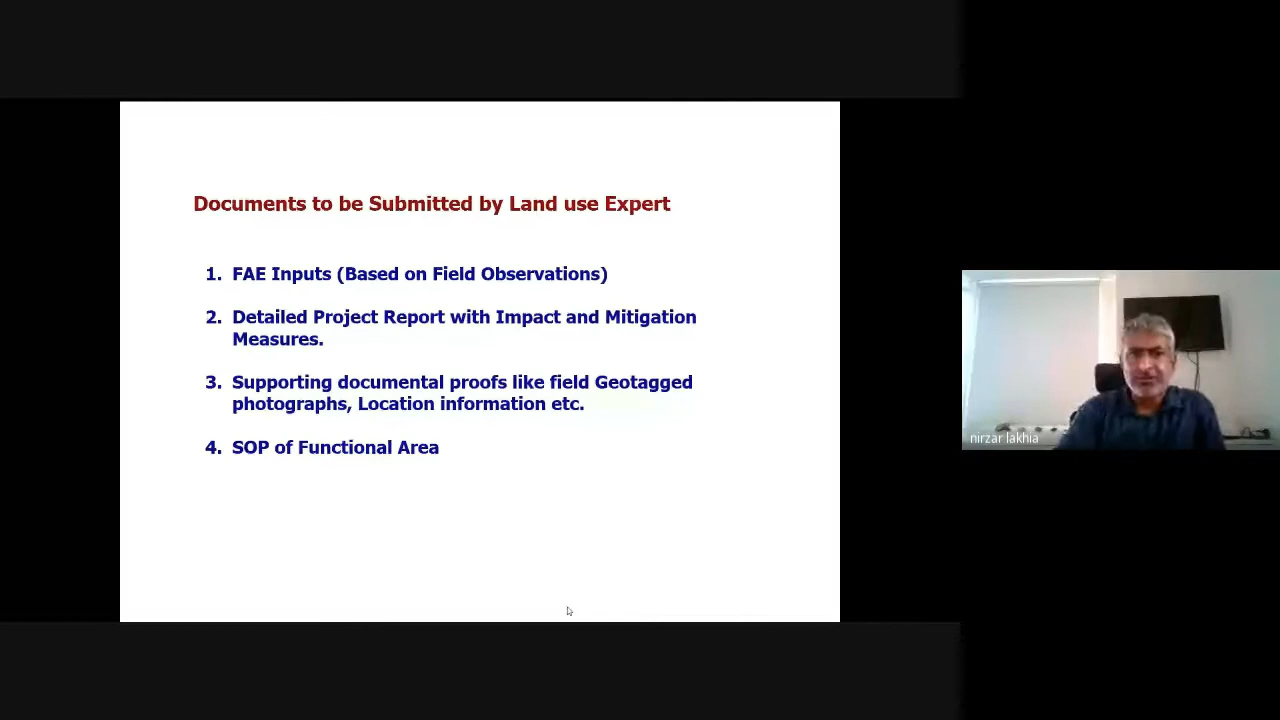 Documents to be Submitted by Land use Expert
1. FAE Inputs (Based on Field Observations)
2. Detailed Project Report with Impact and Mitigation
Measures.
3. Supporting documental proofs like field Geotagged
photographs, Location information etc.
4. SOP of Functional Area
nirzar lakhia